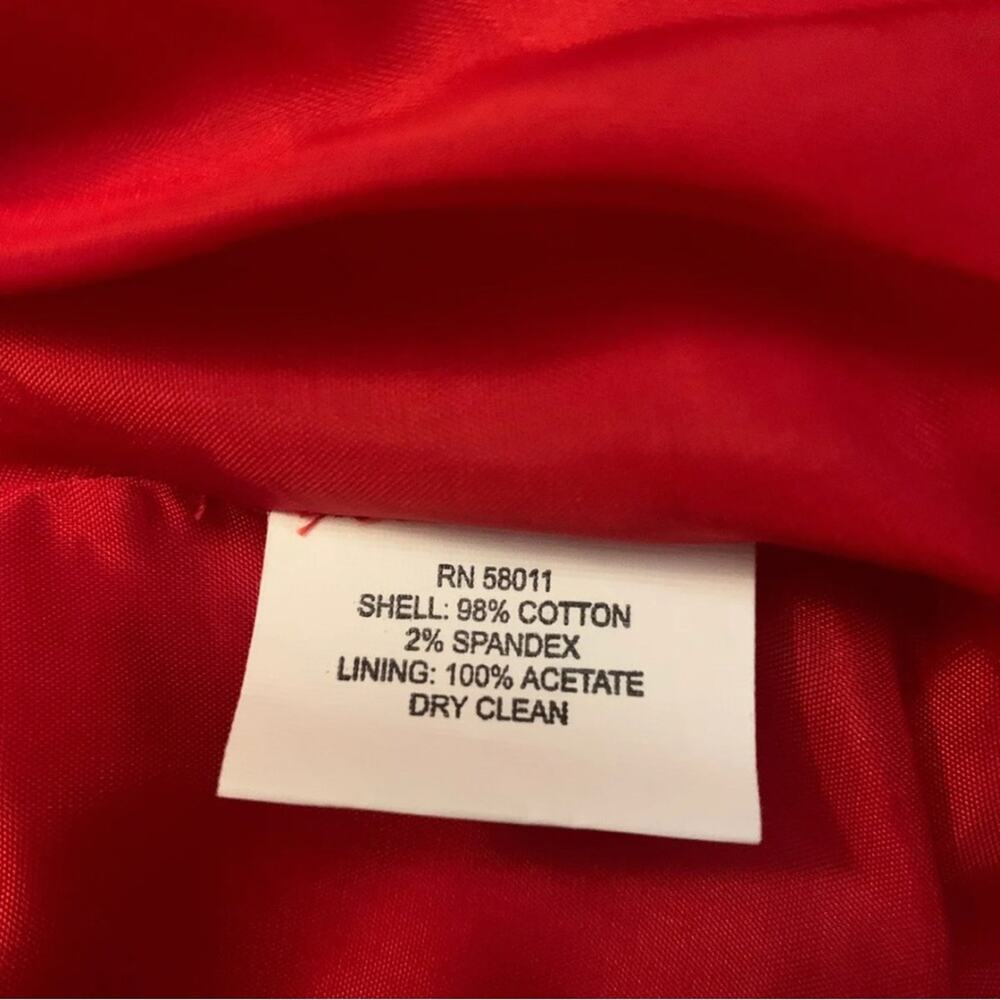 RN 58011
SHELL: 98% COTTON
2% SPANDEX
LINING: 100% ACETATE
DRY CLEAN